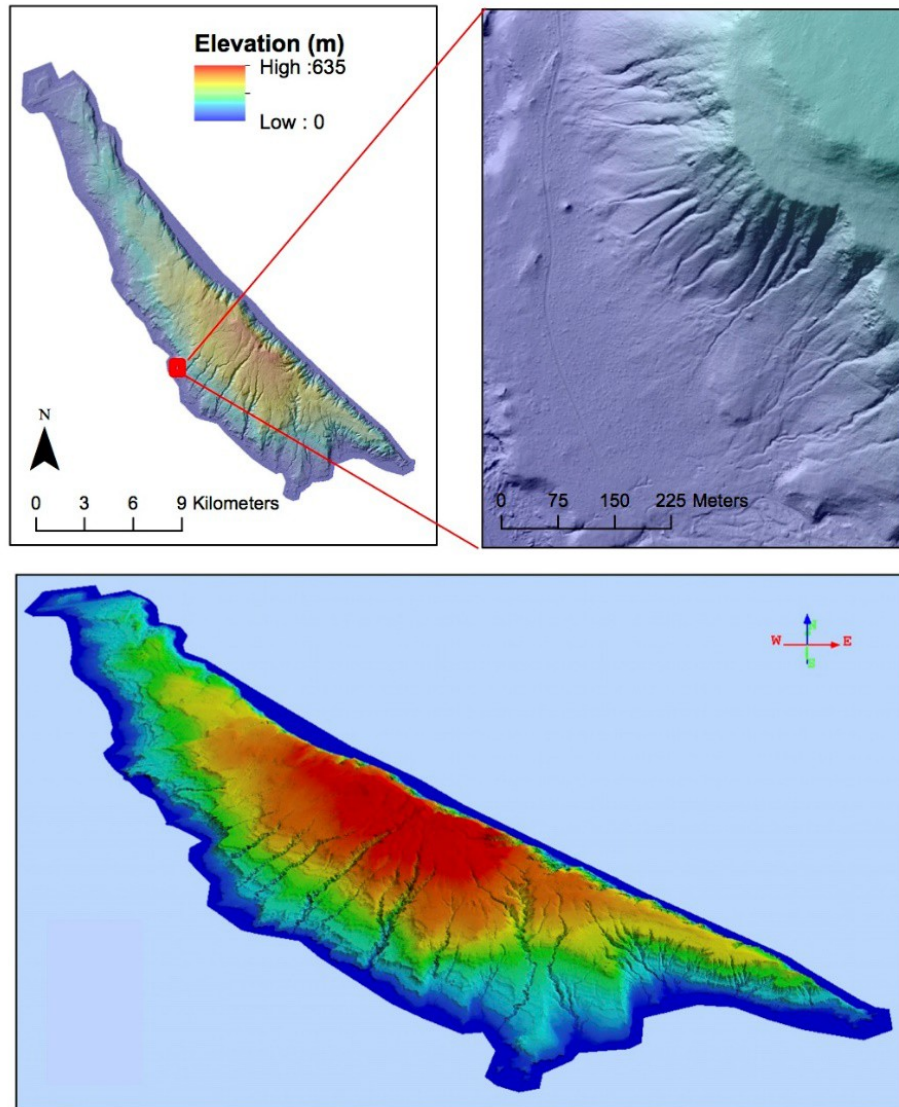 Elevation (m)
High :635
Low : 0
N
0 3 6 9 Kilometers
0 75 150 225 Meters
N
W E
S